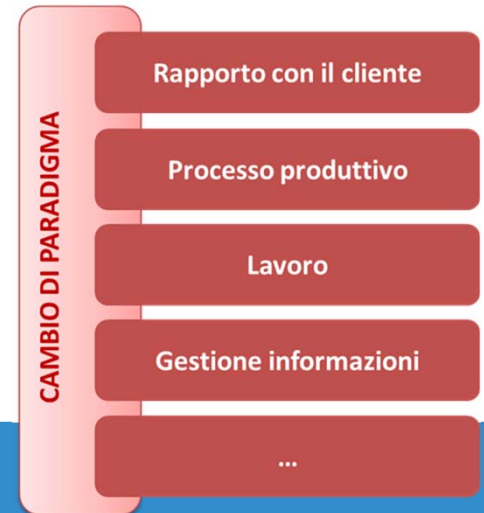 CAMBIO DI PARADIGMA
Rapporto con il cliente
Processo produttivo
Lavoro
Gestione informazioni
...